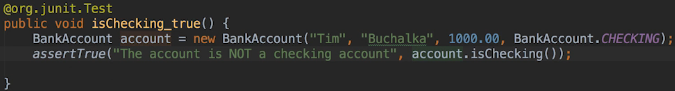 @org.junit.Test
public void isChecking_true() {
    BankAccount account = new BankAccount("Tim", "Buchalka", 1000.00, BankAccount.CHECKING);
    assertTrue("The account is NOT a checking account", account.isChecking());
}